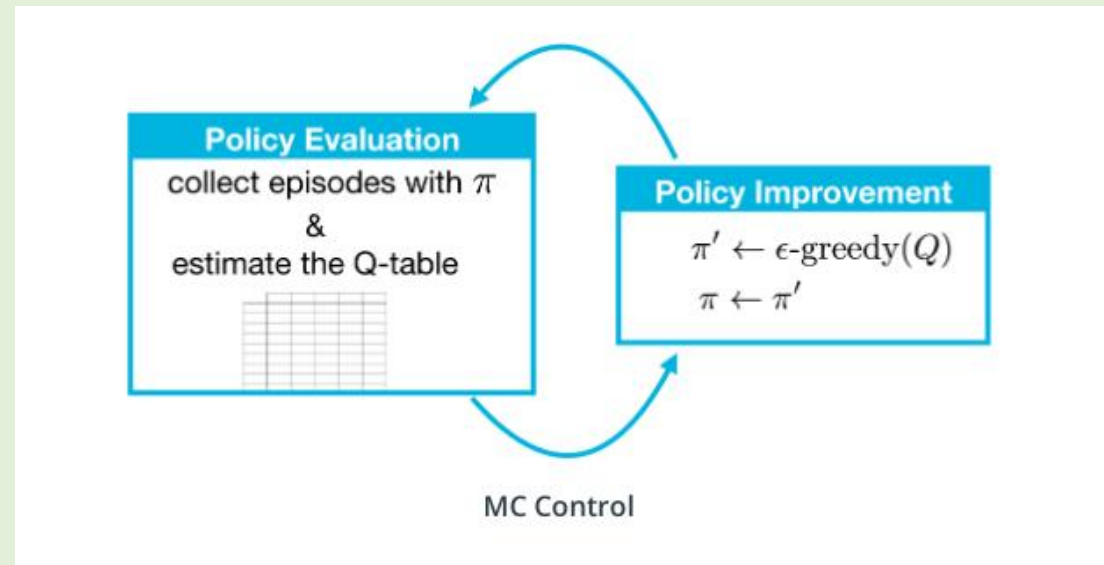 Policy Evaluation
collect episodes with π
&
estimate the Q-table
Policy Improvement
π′ ← ϵ-greedy(Q)
π ← π′
MC Control